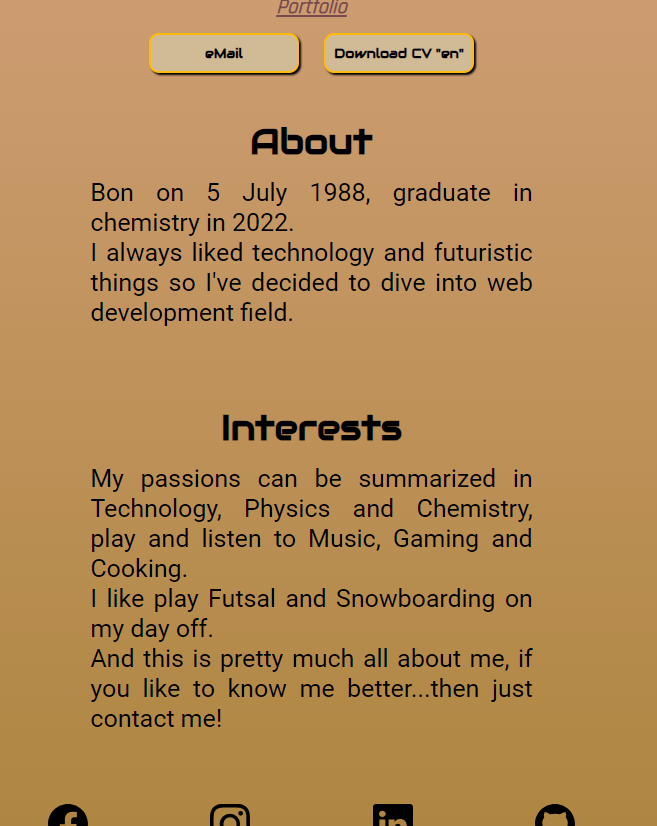 Portfolio
eMail
Download CV "en"
About
Bon on 5 July 1988, graduate in
chemistry in 2022.
I always liked technology and futuristic
things so I've decided to dive into web
development field.
Interests
My passions can be summarized in
Technology, Physics and Chemistry,
play and listen to Music, Gaming and
Cooking.
I like play Futsal and Snowboarding on
my day off.
And this is pretty much all about me, if
you like to know me better...then just
contact me!
in